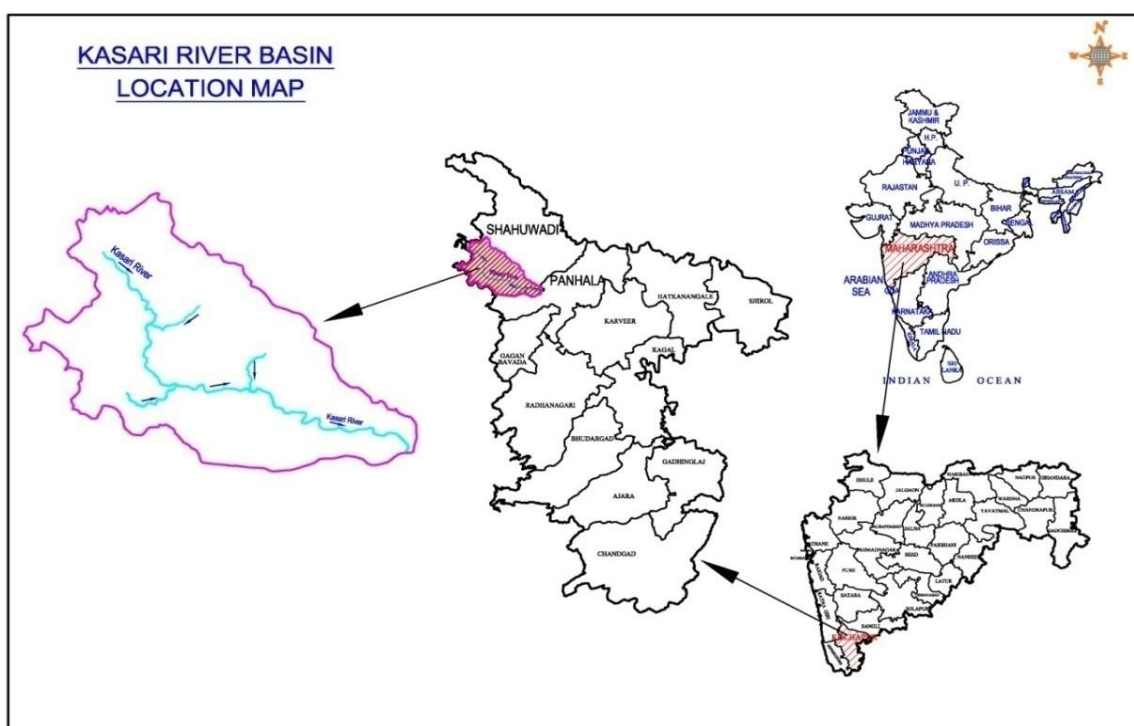 KASARI RIVER BASIN
LOCATION MAP
N
W
E
S
Kasari River
Kasari River
SHAHUWADI
PANHALA
HATKANANGALE
SHIROL
KARVEER
GAGAN
BAVADA
KAGAL
RADHANAGARI
BHUDARGAD
GADHINGLAJ
AJARA
CHANDGAD
JAMMU &
KASHMIR
H.P.
PUNJAB
HARYANA
RAJASTAN
U. P.
ASSAM
BIHAR
GUJRAT
MADHYA PRADESH
BENGAL
ORISSA
MAHARASHTRA
ARABIAN
SEA
GOA
ANDHRA
PRADESH
KARNATAKA
TAMIL NADU
SRI
LANKA
INDIAN OCEAN
DHULE
JALGAON
NAGPUR
BHANDARA
AKOLA
WARDHA
YAVATMAL
CHANDRAPUR
NASIK
JALNA
THANE
PARBHANI
BEED
NANDED
PUNE
LATUR
SATARA
SOLAPUR
SANGLI